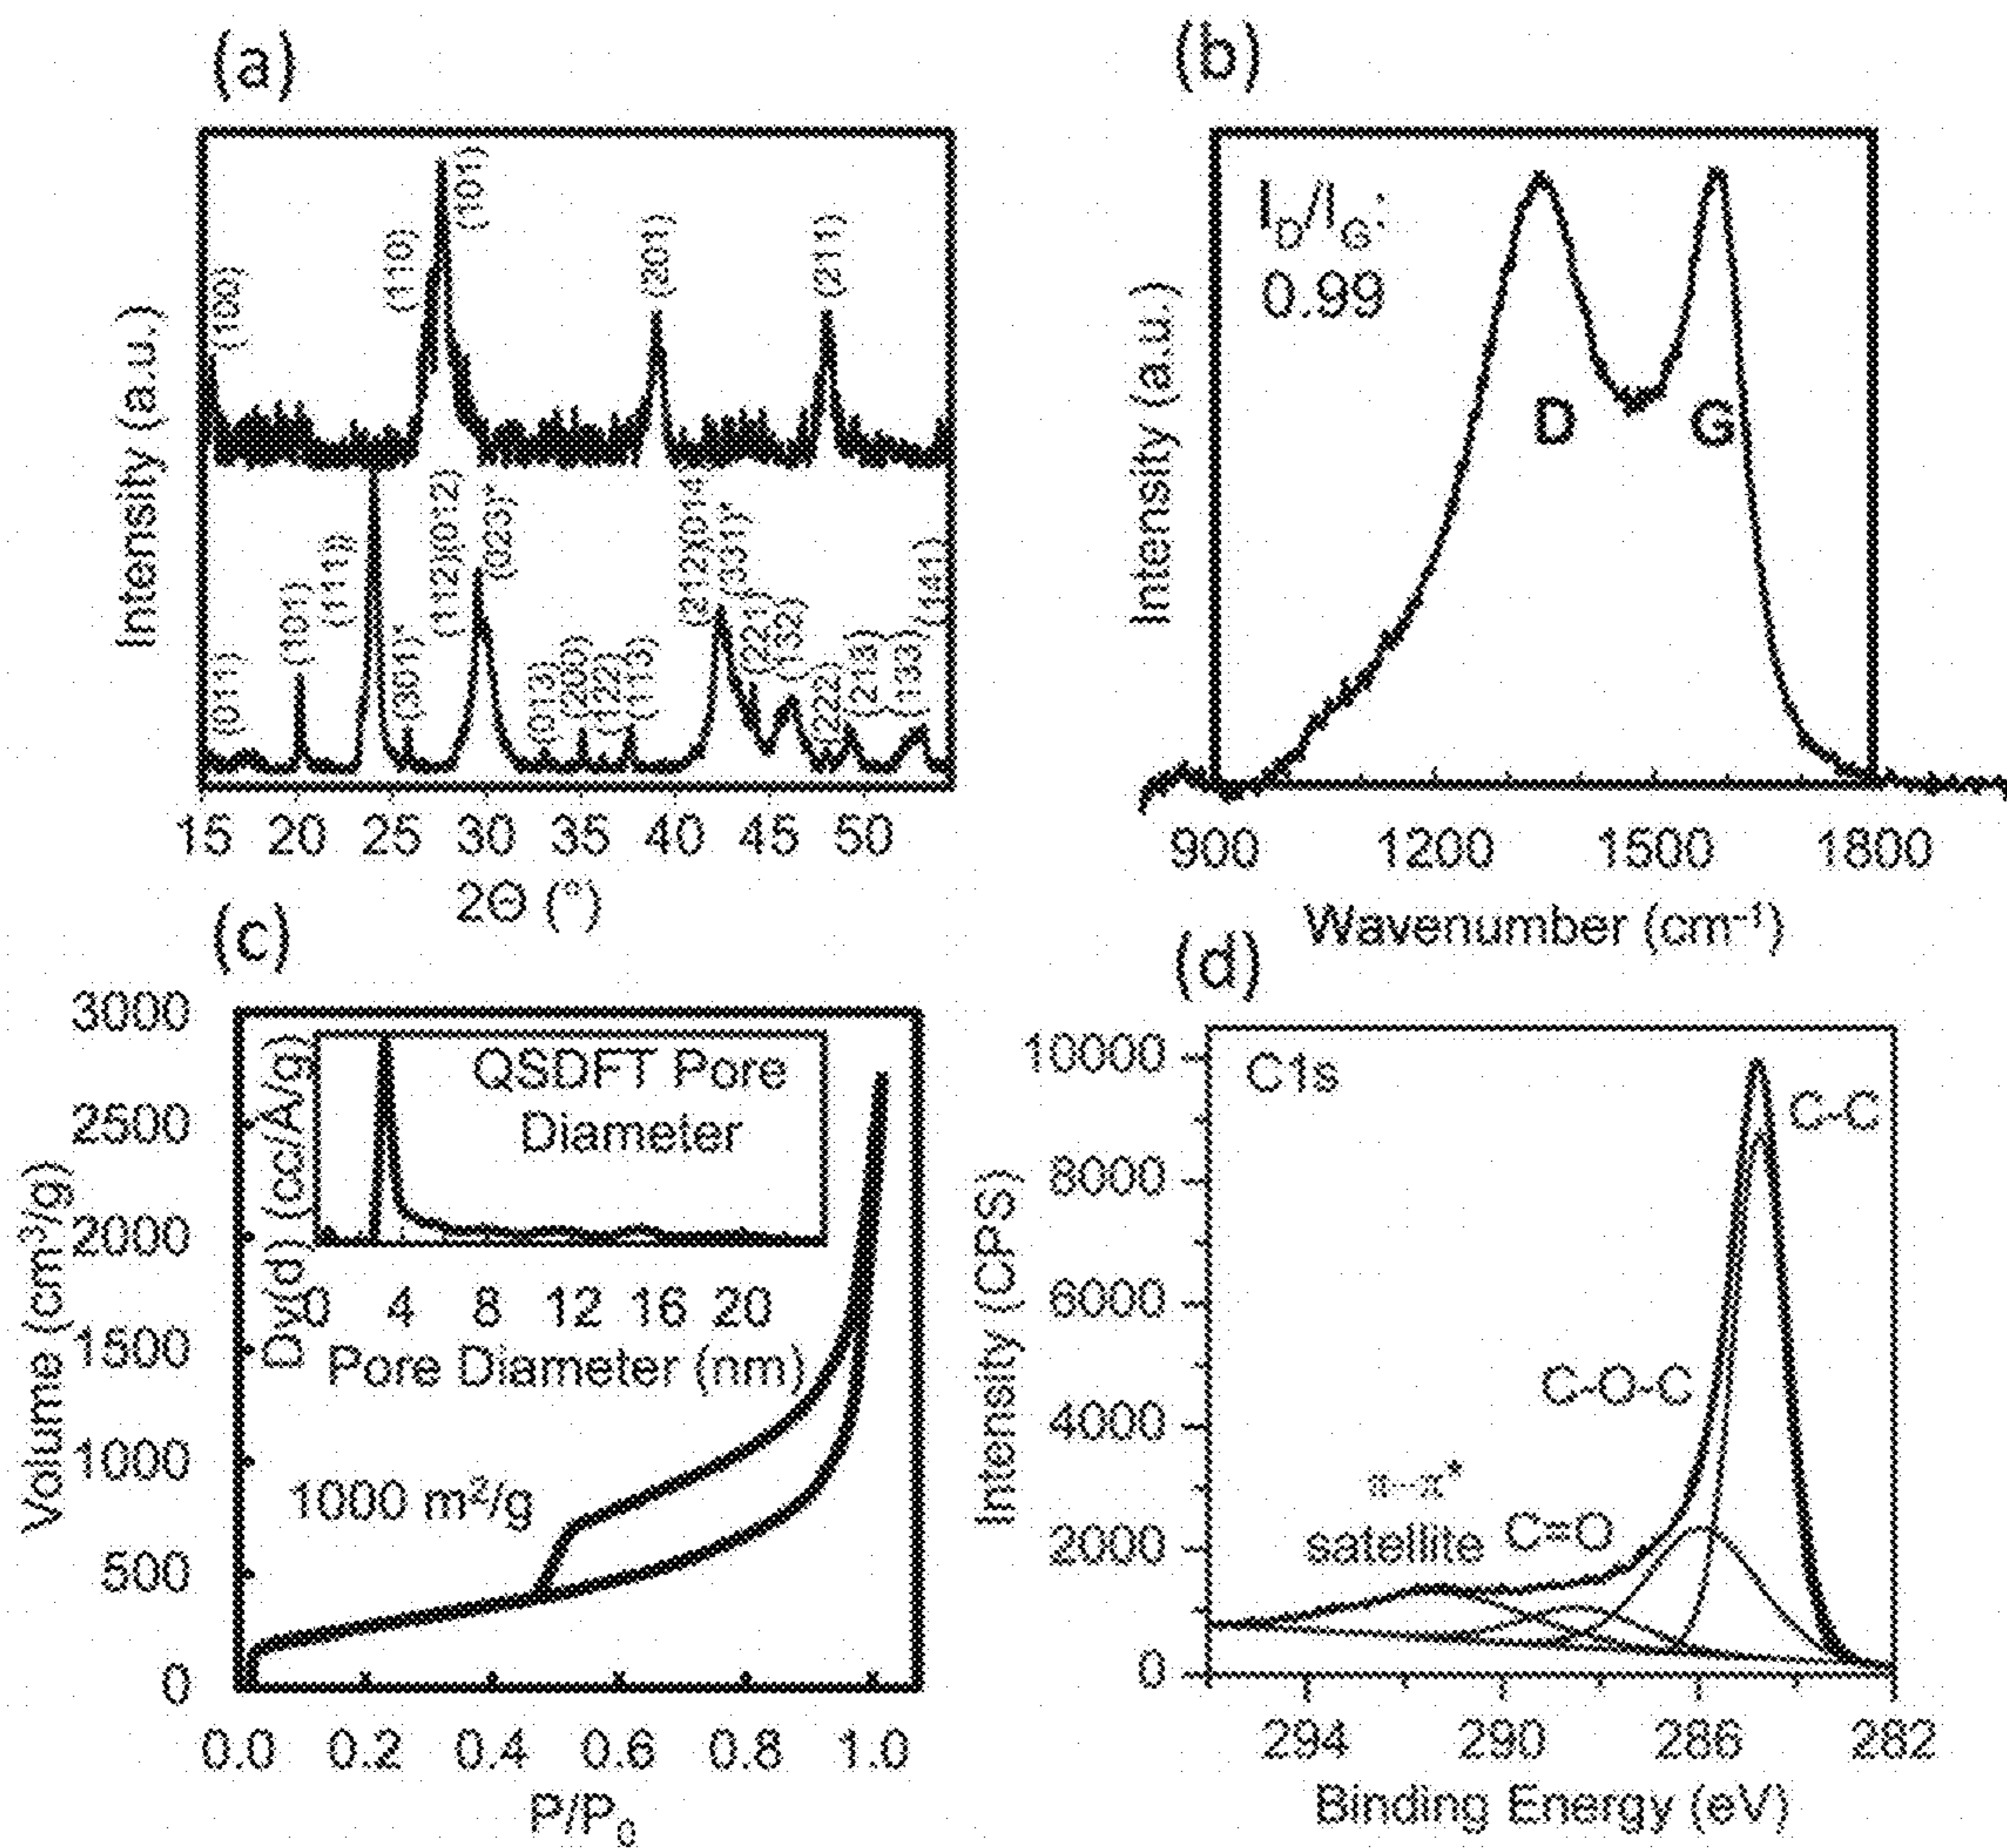 (a)
Intensity (a.u.)
(100)
(110)
(101)
(201)
(211)
(011)
(101)
(111)
(301)*
(112)(012)
(023)*
(013)
(122)
(113)
(212)(014
(331)*
(221)
(132)
(222)
(213)
(133)
(141)
15 20 25 30 35 40 45 50
2Θ (°)
(b)
Intensity (a.u.)
I_D/I_G:
0.99
D
G
900 1200 1500 1800
Wavenumber (cm⁻¹)
(c)
Volume (cm³/g)
3000
2500
2000
1500
1000
500
0
Dv(d) (cc/Å/g)
QSDFT Pore
Diameter
0 4 8 12 16 20
Pore Diameter (nm)
1000 m²/g
0.0 0.2 0.4 0.6 0.8 1.0
P/P₀
(d)
Intensity (CPS)
10000
8000
6000
4000
2000
0
C1s
C-C
C-O-C
π--π*
satellite
C=O
294 290 286 282
Binding Energy (eV)